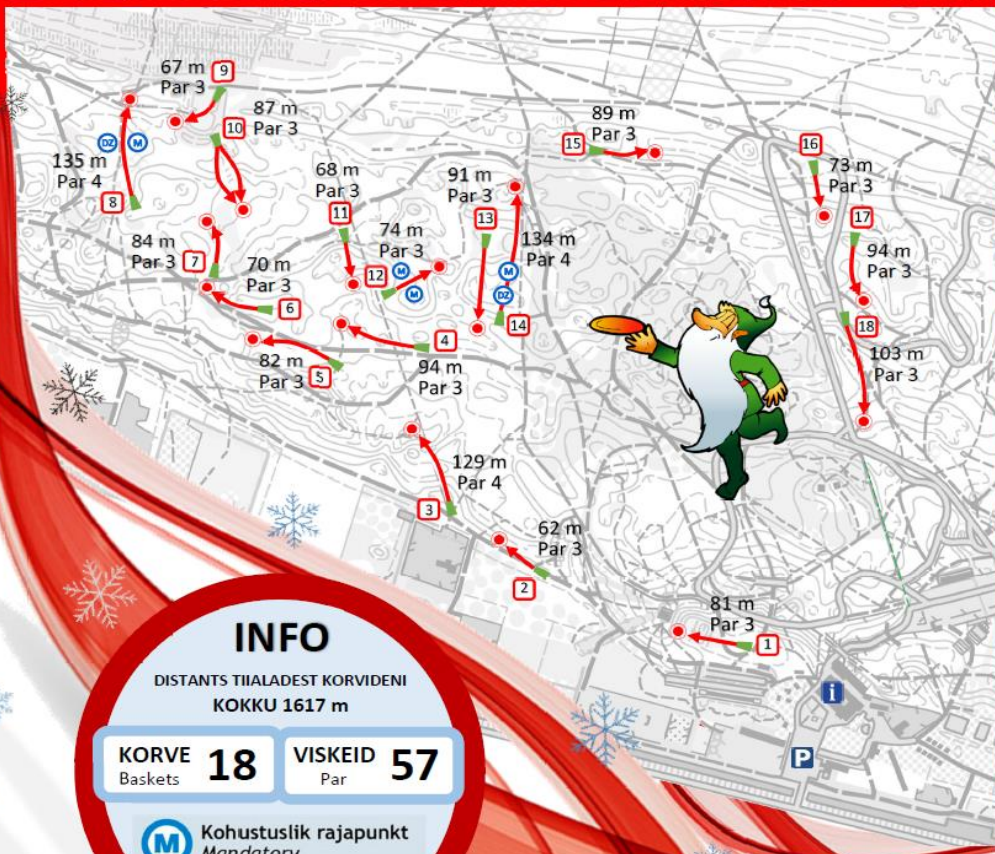 67 m
Par 3
9
10
87 m
Par 3
DZ
M
135 m
Par 4
8
89 m
Par 3
15
16
73 m
Par 3
68 m
Par 3
11
91 m
Par 3
13
17
94 m
Par 3
84 m
Par 3
7
74 m
Par 3
M
M
12
134 m
Par 4
M
DZ
14
70 m
Par 3
6
18
103 m
Par 3
4
94 m
Par 3
82 m
Par 3
5
129 m
Par 4
3
62 m
Par 3
2
81 m
Par 3
1
i
P
INFO
DISTANTS TIIALADEST KORVIDENI
KOKKU 1617 m
KORVE 18
Baskets
VISKEID 57
Par
M Kohustuslik rajapunkt
Mandatory